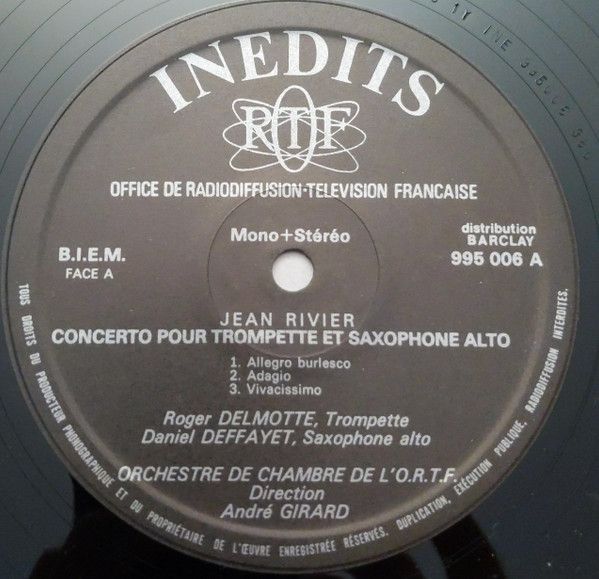 INEDITS
RTF
OFFICE DE RADIODIFFUSION-TELEVISION FRANCAISE
Mono+Stéréo
B.I.E.M.
FACE A
distribution
BARCLAY
995 006 A
JEAN RIVIER
CONCERTO POUR TROMPETTE ET SAXOPHONE ALTO
1. Allegro burlesco
2. Adagio
3. Vivacissimo
Roger DELMOTTE, Trompette
Daniel DEFFAYET, Saxophone alto
ORCHESTRE DE CHAMBRE DE L'O.R.T.F.
Direction
André GIRARD
TOUS DROITS DU PRODUCTEUR PHONOGRAPHIQUE ET DU PROPRIÉTAIRE DE L'ŒUVRE ENREGISTRÉE RÉSERVÉS. DUPLICATION, EXÉCUTION PUBLIQUE, RADIODIFFUSION INTERDITES.